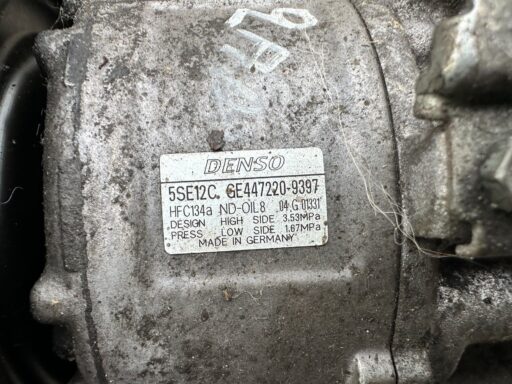 DENSO
5SE12C. GE447220-9397
HFC134a ND-OIL8 04 G 01331
DESIGN HIGH SIDE 3.53MPa
PRESS LOW SIDE 1.67MPa
MADE IN GERMANY